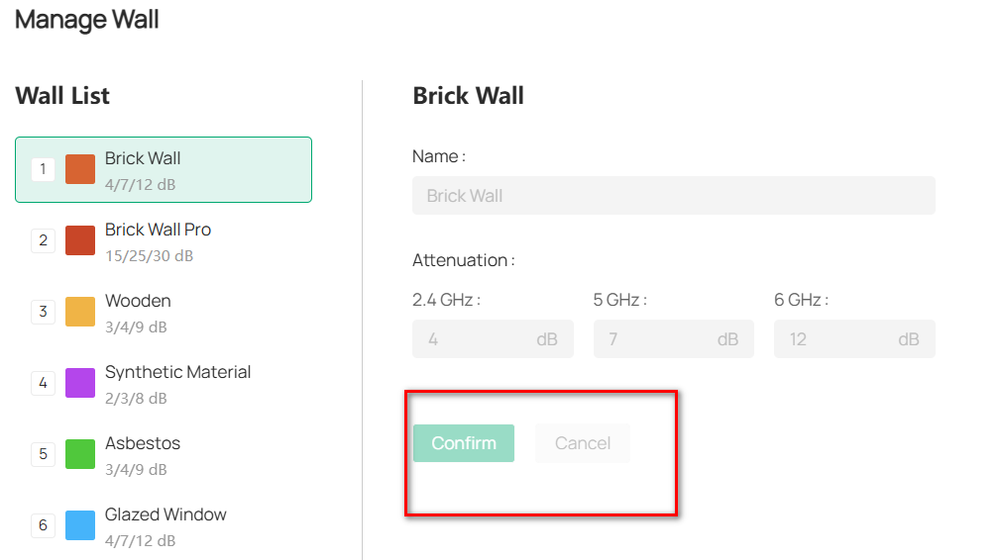 Manage Wall
Wall List
1
Brick Wall
4/7/12 dB
2
Brick Wall Pro
15/25/30 dB
3
Wooden
3/4/9 dB
4
Synthetic Material
2/3/8 dB
5
Asbestos
3/4/9 dB
6
Glazed Window
4/7/12 dB
Brick Wall
Name :
Brick Wall
Attenuation :
2.4 GHz : 5 GHz : 6 GHz :
4 dB 7 dB 12 dB
Confirm Cancel